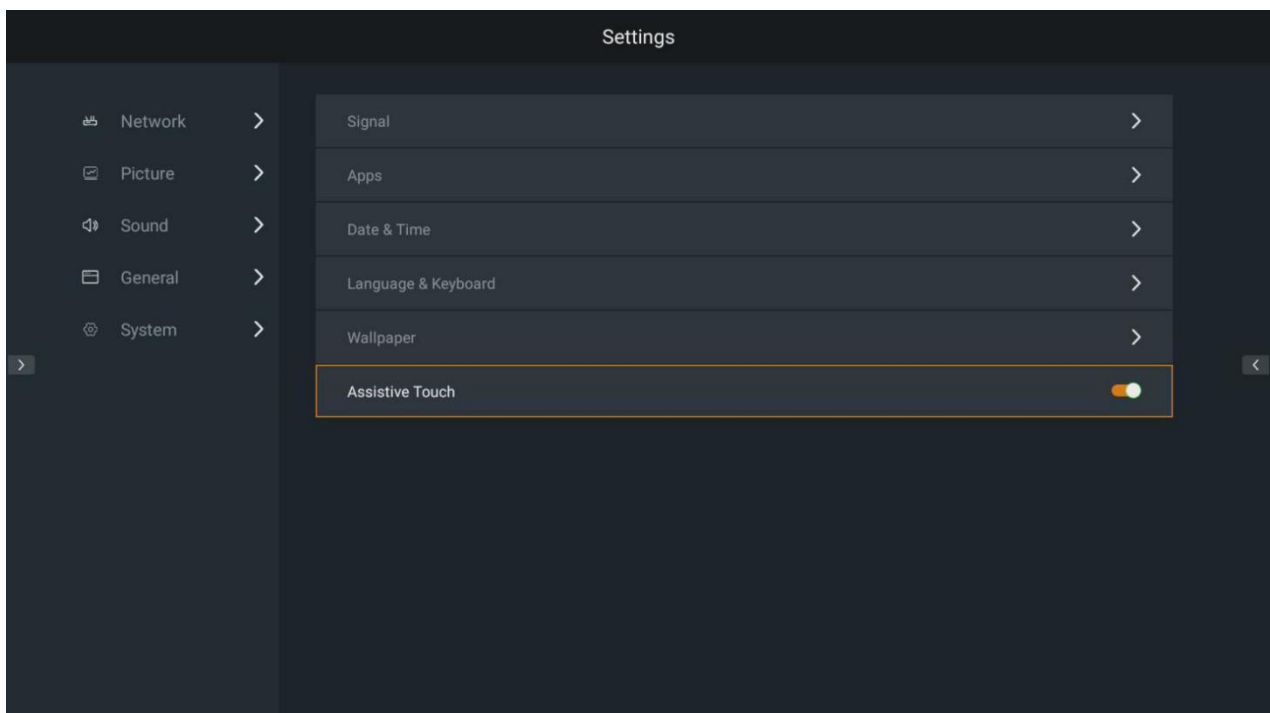 Settings
Network
Picture
Sound
General
System
Signal
Apps
Date & Time
Language & Keyboard
Wallpaper
Assistive Touch